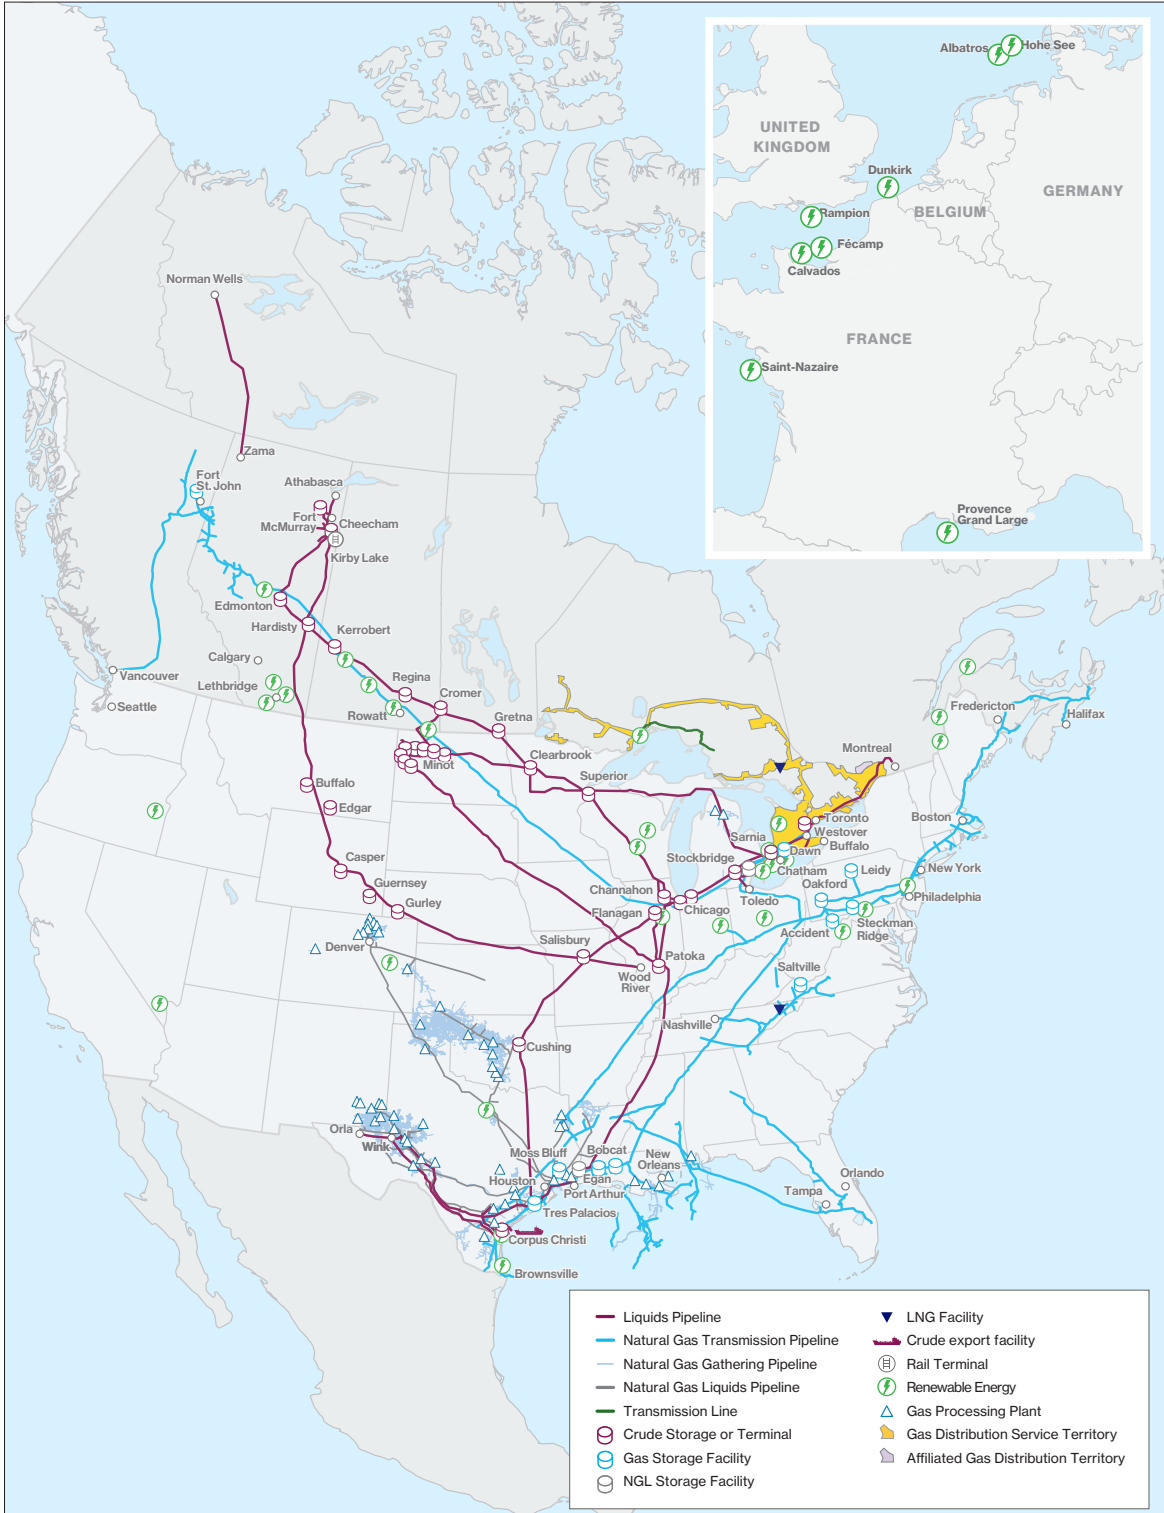 Albatros
Hohe See
UNITED
KINGDOM
Dunkirk
GERMANY
BELGIUM
Rampion
Fécamp
Calvados
FRANCE
Saint-Nazaire
Provence
Grand Large
Norman Wells
Zama
Fort
St. John
Athabasca
Fort
McMurray
Cheecham
Kirby Lake
Edmonton
Hardisty
Kerrobert
Calgary
Vancouver
Lethbridge
Regina
Cromer
Seattle
Rowatt
Gretna
Fredericton
Halifax
Montreal
Minot
Clearbrook
Superior
Buffalo
Edgar
Toronto
Westover
Buffalo
Boston
Sarnia
Dawn
Stockbridge
Chatham
Casper
Guernsey
Gurley
Channahon
Flanagan
Chicago
Toledo
Oakford
Leidy
New York
Philadelphia
Accident
Steckman
Ridge
Denver
Salisbury
Wood
River
Patoka
Saltville
Nashville
Cushing
Orla
Wink
Moss Bluff
Bobcat
New
Orleans
Houston
Egan
Port Arthur
Tres Palacios
Corpus Christi
Brownsville
Orlando
Tampa
Liquids Pipeline
Natural Gas Transmission Pipeline
Natural Gas Gathering Pipeline
Natural Gas Liquids Pipeline
Transmission Line
Crude Storage or Terminal
Gas Storage Facility
NGL Storage Facility
LNG Facility
Crude export facility
Rail Terminal
Renewable Energy
Gas Processing Plant
Gas Distribution Service Territory
Affiliated Gas Distribution Territory